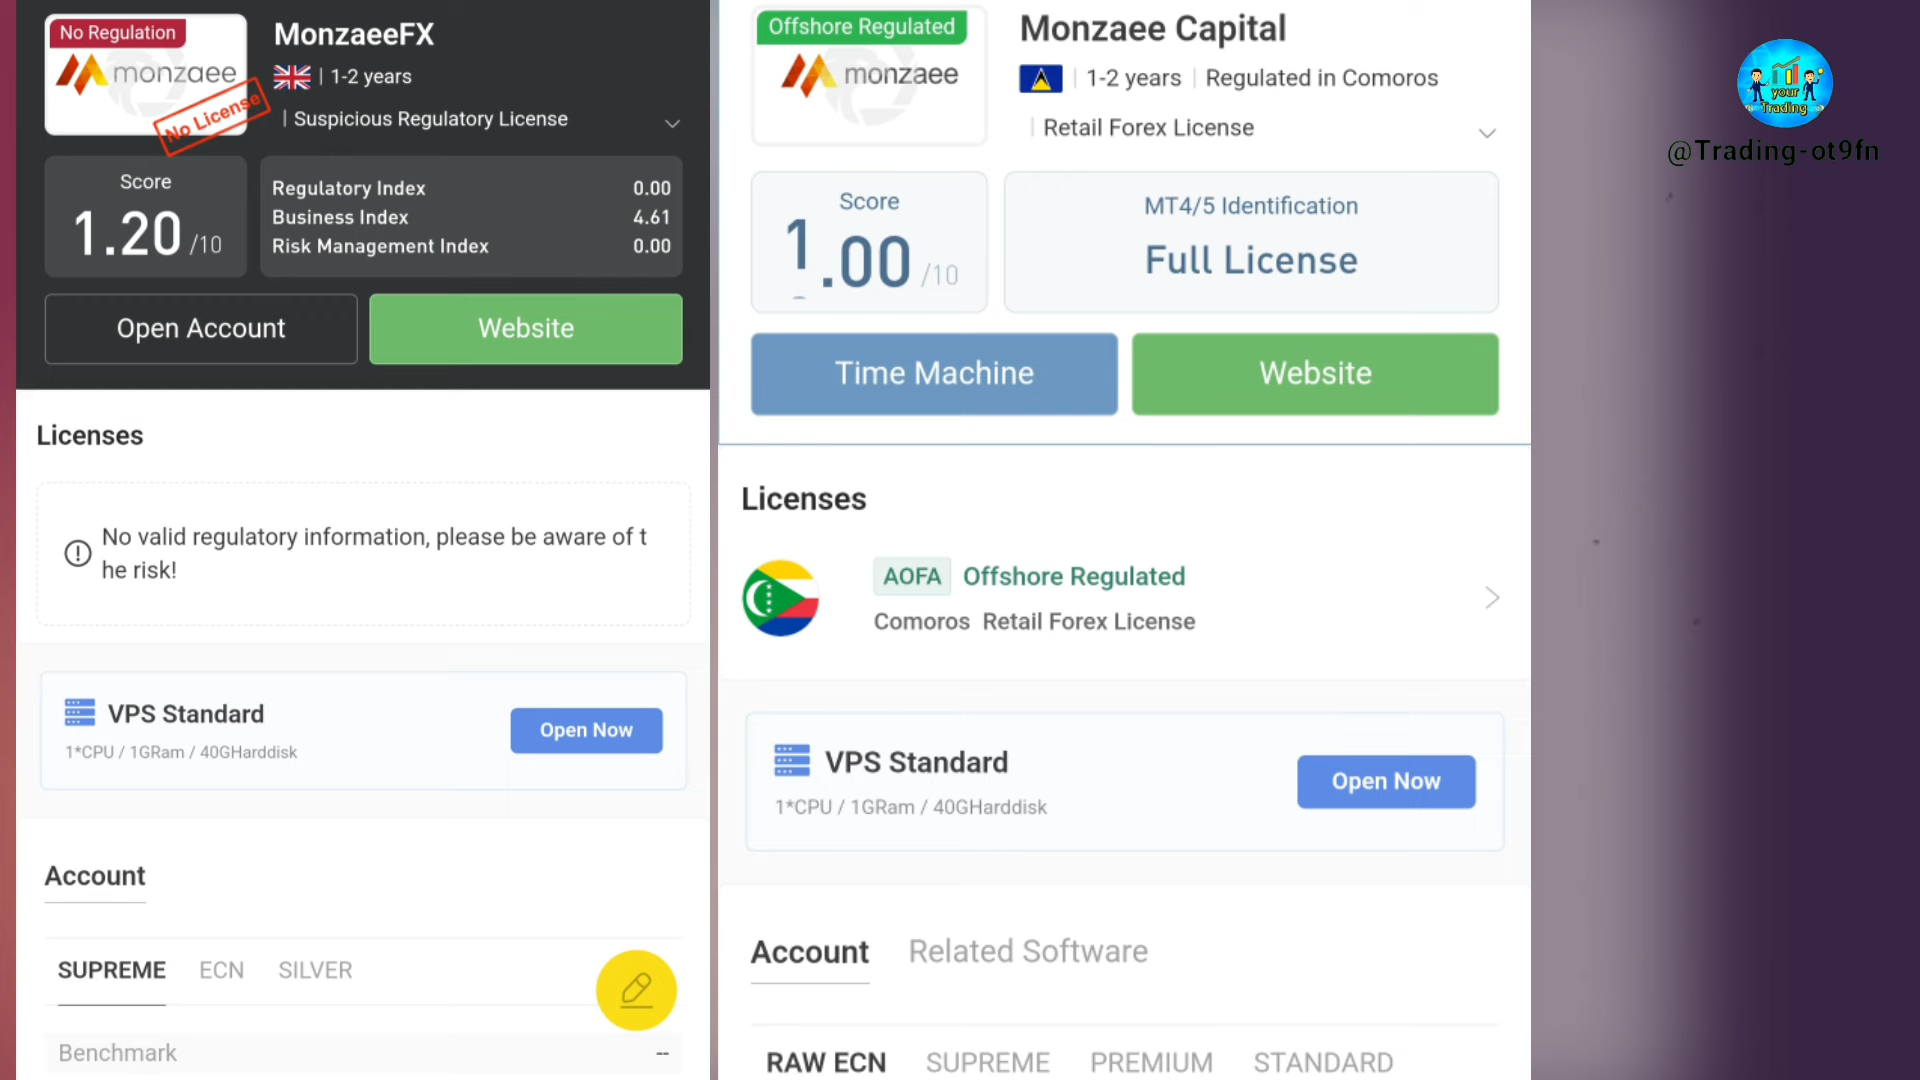 No Regulation
monzaee
No License
MonzaeeFX
1-2 years
Suspicious Regulatory License
Score
1.20 /10
Regulatory Index 0.00
Business Index 4.61
Risk Management Index 0.00
Open Account
Website
Licenses
No valid regulatory information, please be aware of t
he risk!
VPS Standard
1*CPU / 1GRam / 40GHarddisk
Open Now
Account
SUPREME ECN SILVER
Benchmark --
Offshore Regulated
monzaee
Monzaee Capital
1-2 years Regulated in Comoros
Retail Forex License
Score
1.00 /10
MT4/5 Identification
Full License
Time Machine
Website
Licenses
AOFA Offshore Regulated
Comoros Retail Forex License
VPS Standard
1*CPU / 1GRam / 40GHarddisk
Open Now
Account Related Software
RAW ECN SUPREME PREMIUM STANDARD
your
Trading
@Trading-ot9fn